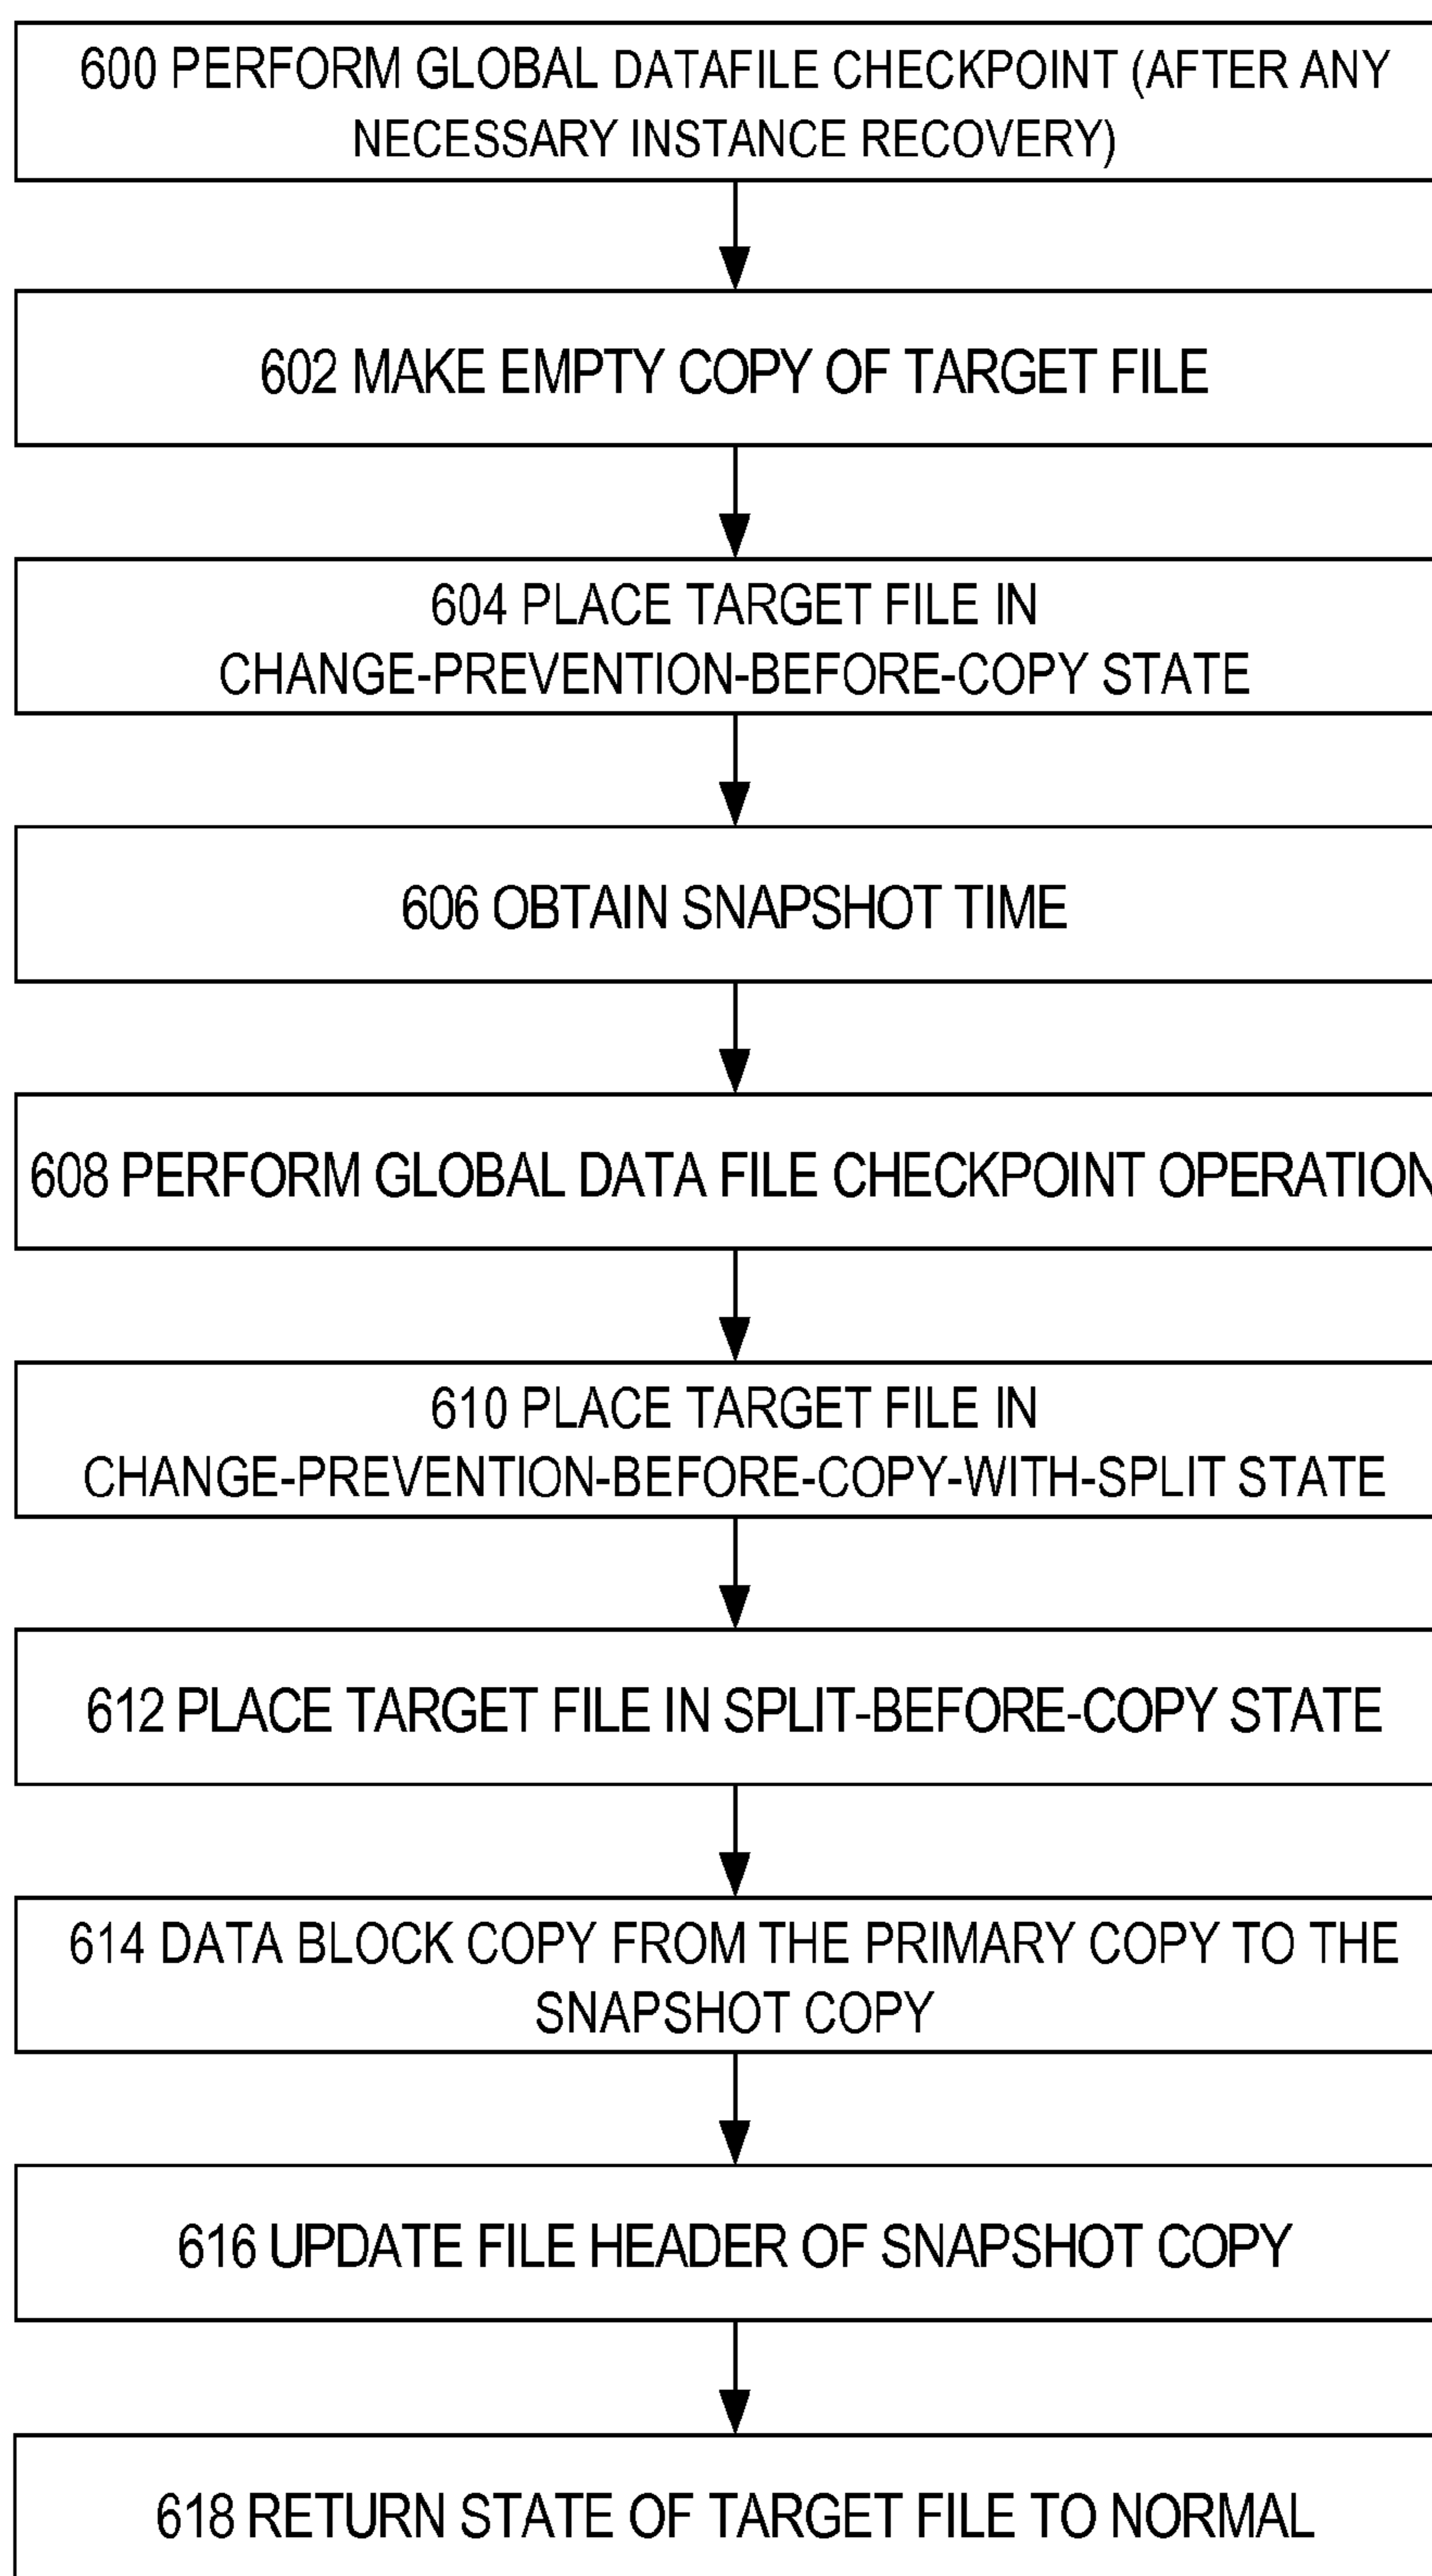 600 PERFORM GLOBAL DATAFILE CHECKPOINT (AFTER ANY
NECESSARY INSTANCE RECOVERY)
602 MAKE EMPTY COPY OF TARGET FILE
604 PLACE TARGET FILE IN
CHANGE-PREVENTION-BEFORE-COPY STATE
606 OBTAIN SNAPSHOT TIME
608 PERFORM GLOBAL DATA FILE CHECKPOINT OPERATION
610 PLACE TARGET FILE IN
CHANGE-PREVENTION-BEFORE-COPY-WITH-SPLIT STATE
612 PLACE TARGET FILE IN SPLIT-BEFORE-COPY STATE
614 DATA BLOCK COPY FROM THE PRIMARY COPY TO THE
SNAPSHOT COPY
616 UPDATE FILE HEADER OF SNAPSHOT COPY
618 RETURN STATE OF TARGET FILE TO NORMAL